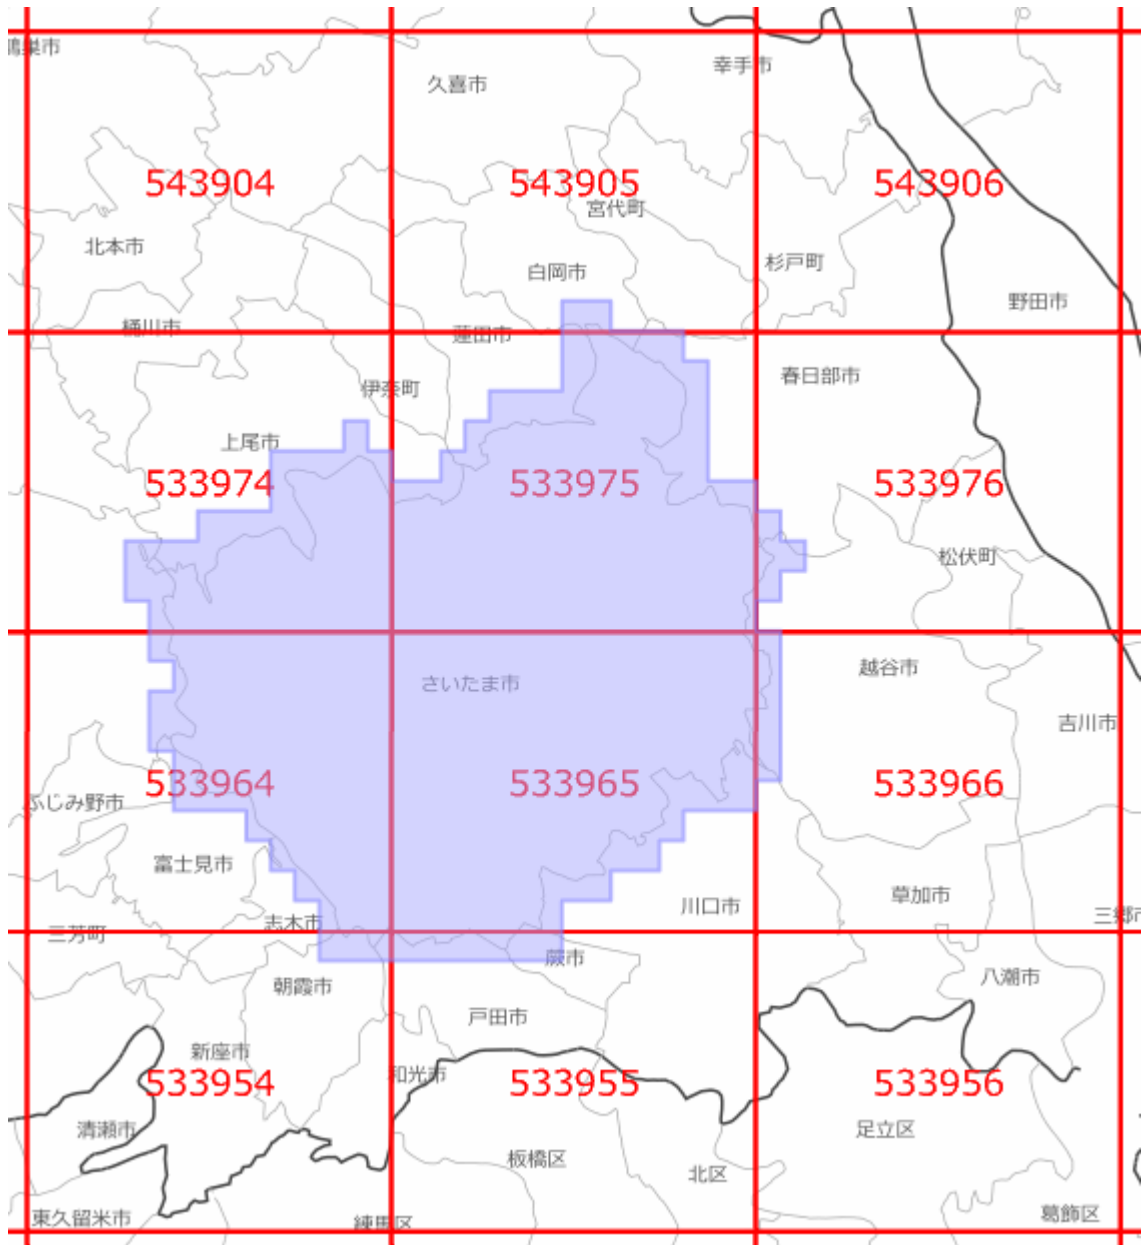 鴻巣市
久喜市
幸手市
543904
543905
543906
宮代町
北本市
白岡市
杉戸町
野田市
桶川市
蓮田市
伊奈町
春日部市
上尾市
533974
533975
533976
松伏町
さいたま市
越谷市
吉川市
533964
533965
533966
ふじみ野市
富士見市
草加市
川口市
三郷市
志木市
三芳町
蕨市
八潮市
朝霞市
戸田市
新座市
和光市
533954
533955
533956
清瀬市
足立区
板橋区
北区
東久留米市
練馬区
葛飾区